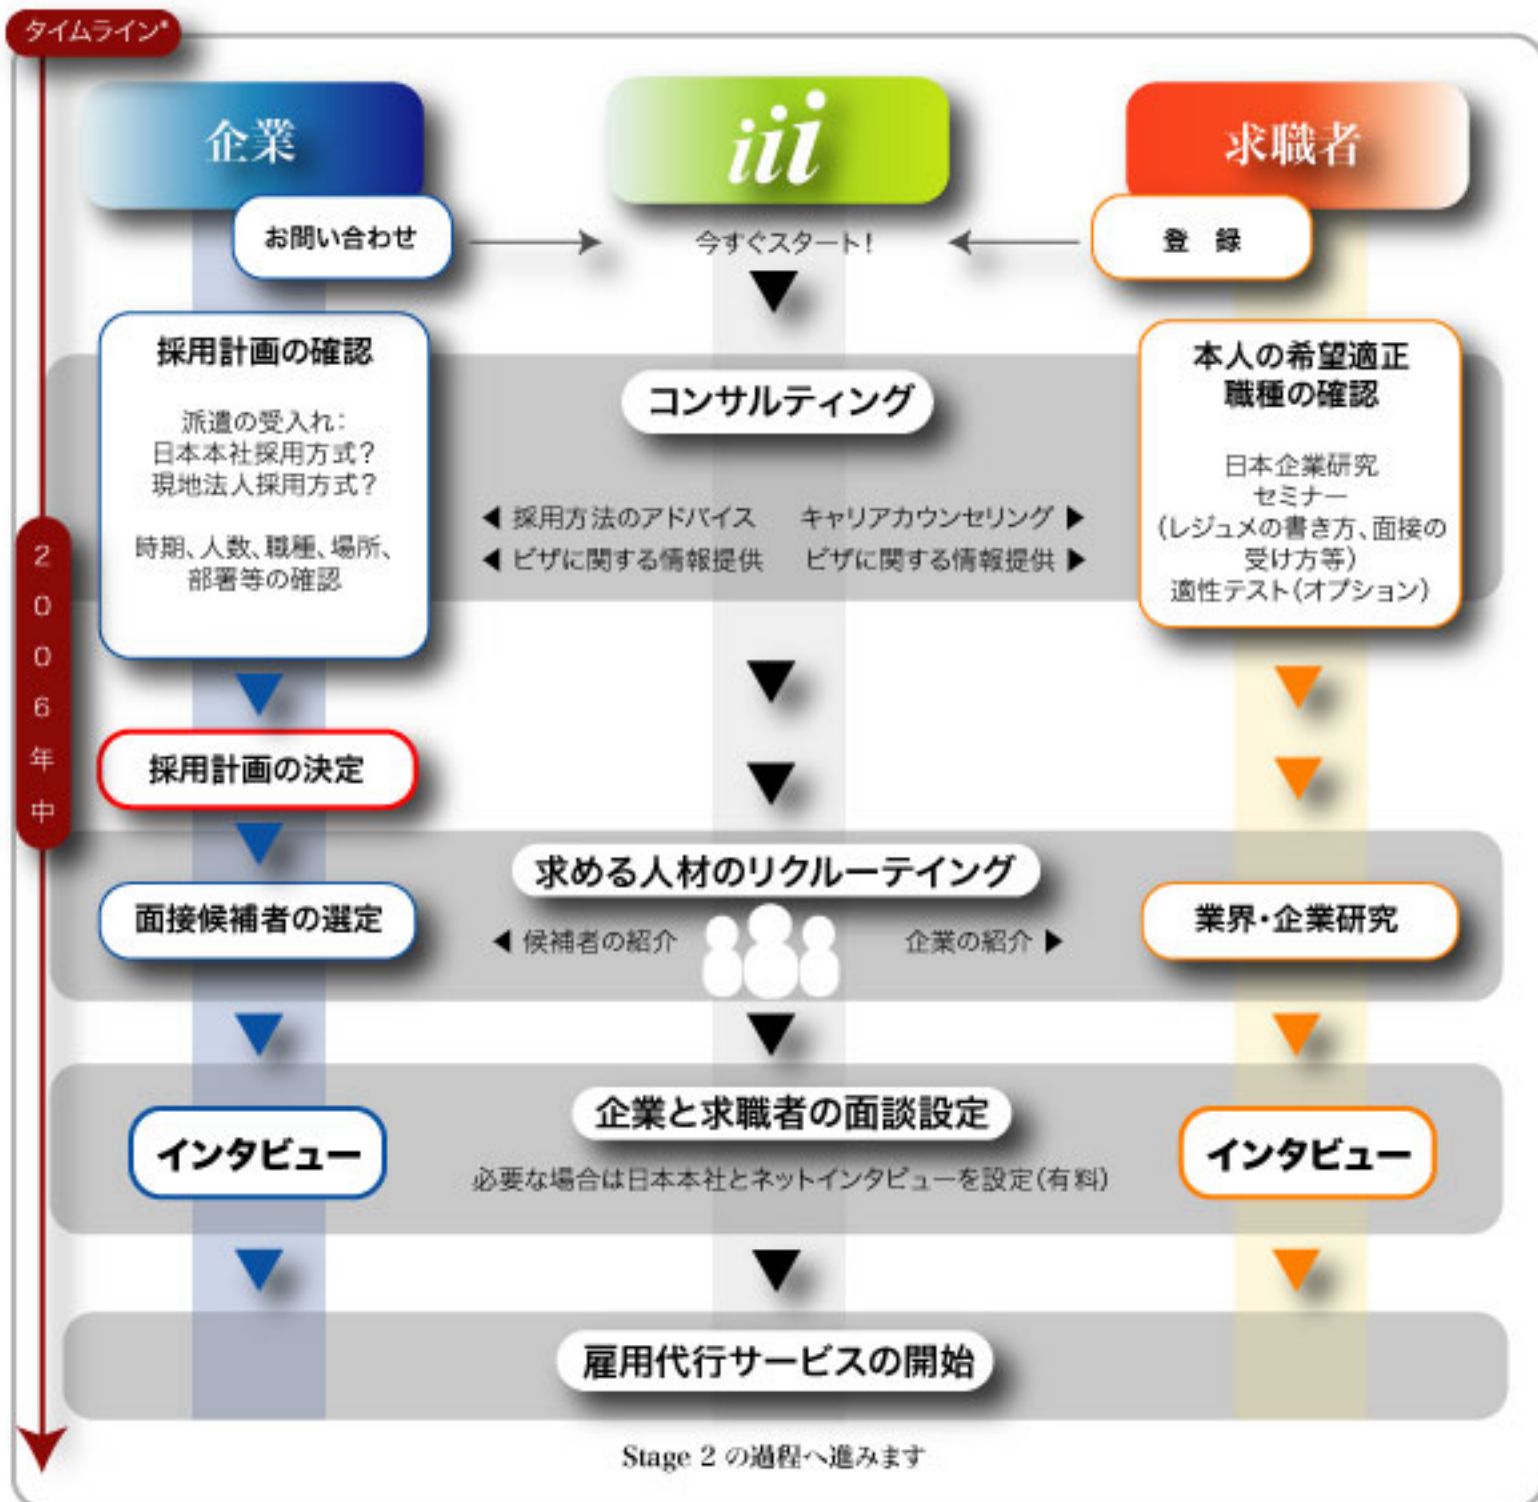 タイムライン*
企業
iii
求職者
お問い合わせ
今すぐスタート!
登 録
採用計画の確認
派遣の受入れ:
日本本社採用方式?
現地法人採用方式?
時期、人数、職種、場所、
部署等の確認
コンサルティング
◀ 採用方法のアドバイス
キャリアカウンセリング ▶
◀ ビザに関する情報提供
ビザに関する情報提供 ▶
本人の希望適正
職種の確認
日本企業研究
セミナー
(レジュメの書き方、面接の
受け方等)
適性テスト(オプション)
2006年中
採用計画の決定
求める人材のリクルーテイング
面接候補者の選定
◀ 候補者の紹介
企業の紹介 ▶
業界・企業研究
企業と求職者の面談設定
インタビュー
必要な場合は日本本社とネットインタビューを設定(有料)
インタビュー
雇用代行サービスの開始
Stage 2 の過程へ進みます